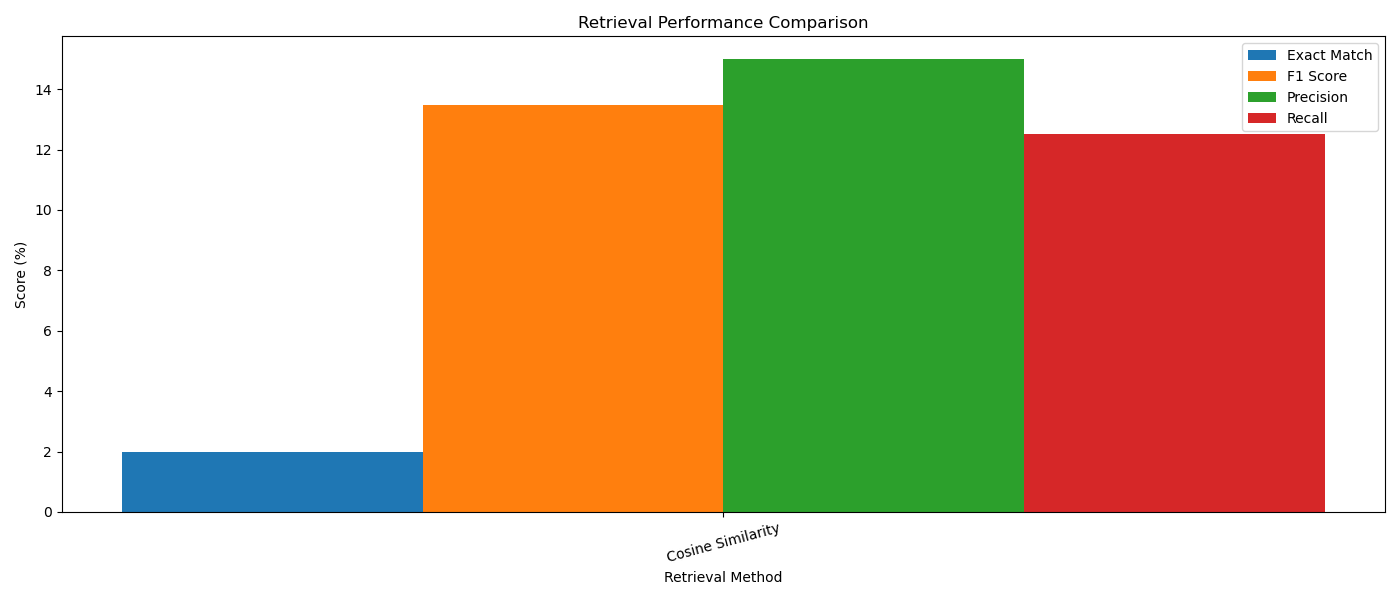 Retrieval Performance Comparison
Exact Match
F1 Score
Precision
Recall
14
12
10
8
6
4
2
0
Score (%)
Cosine Similarity
Retrieval Method